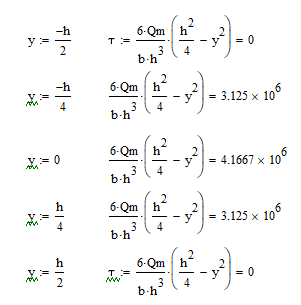 y := -h/2 τ := 6·Qm/(b·h^3)·(h^2/4 − y^2) = 0
y := -h/4 6·Qm/(b·h^3)·(h^2/4 − y^2) = 3.125 × 10^6
y := 0 6·Qm/(b·h^3)·(h^2/4 − y^2) = 4.1667 × 10^6
y := h/4 6·Qm/(b·h^3)·(h^2/4 − y^2) = 3.125 × 10^6
y := h/2 τ := 6·Qm/(b·h^3)·(h^2/4 − y^2) = 0